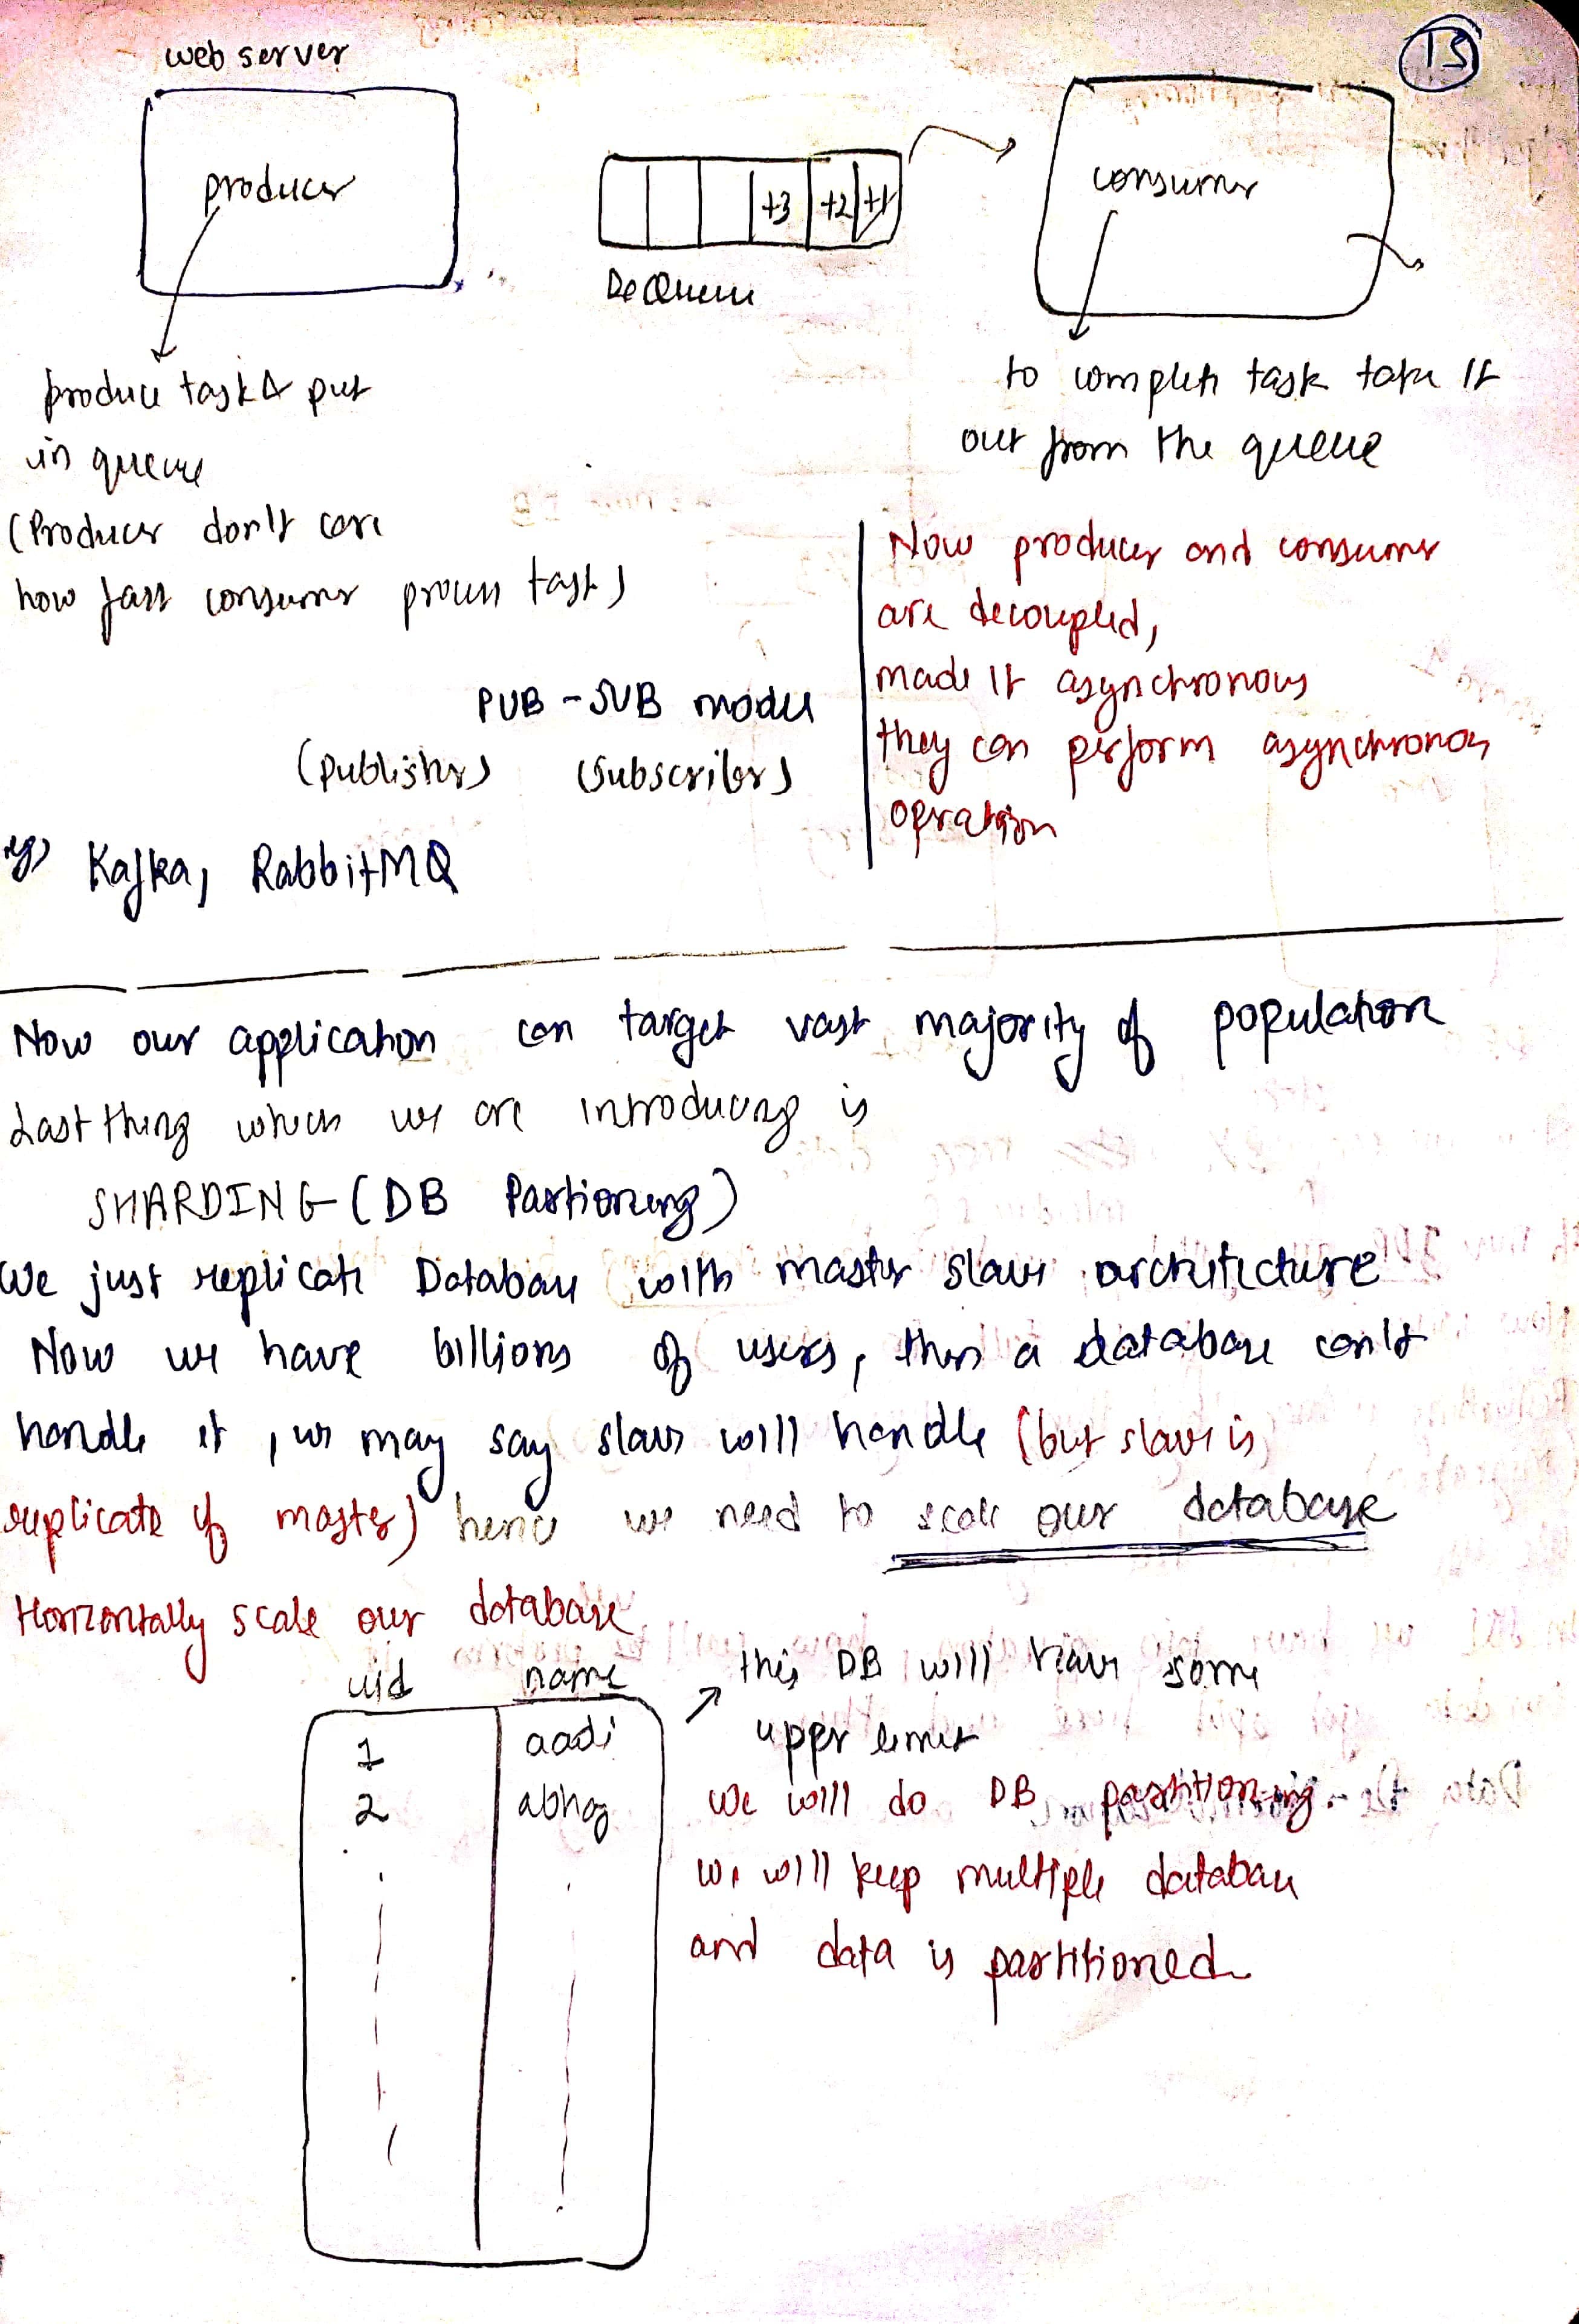 13
web server
producer
+3 +2 +1
consumer
DeQueue
produce task & put
in queue
(Producer don't care
how fast consumer process task)
to complete task take it
out from the queue
Now producer and consumer
are decoupled,
made it asynchronous
they can perform asynchronous
opration
PUB - SUB model
(publisher) (subscriber)
eg) Kafka, RabbitMQ
Now our application can target vast majority of population
Last thing which we are introducing is
SHARDING (DB Partioning)
We just replicate Database with master slave architecture
Now we have billions of users, then a database can't
handle it, we may say slave will handle (but slave is
replicate of master) hence we need to scale our database
Horizontally scale our database
uid name
1 aadi
2 abhay
this DB will have some
upper limit
We will do DB partitioning.
we will keep multiple database
and data is partitioned